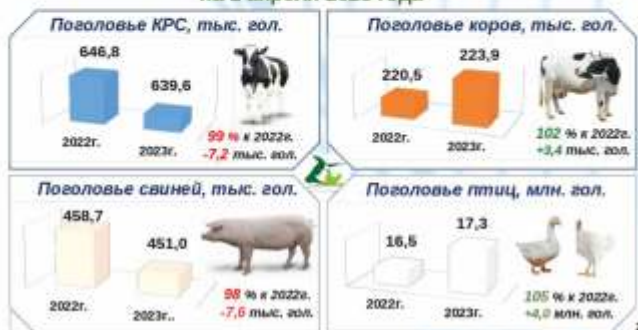 Поголовье КРС, тыс. гол.
646,8
639,6
2022г.
2023г.
99 % к 2022г.
-7,2 тыс. гол.
Поголовье коров, тыс. гол.
220,5
223,9
2022г.
2023г.
102 % к 2022г.
+3,4 тыс. гол.
Поголовье свиней, тыс. гол.
458,7
451,0
2022г.
2023г..
98 % к 2022г.
-7,6 тыс. гол.
Поголовье птиц, млн. гол.
16,5
17,3
2022г.
2023г.
105 % к 2022г.
млн. гол.